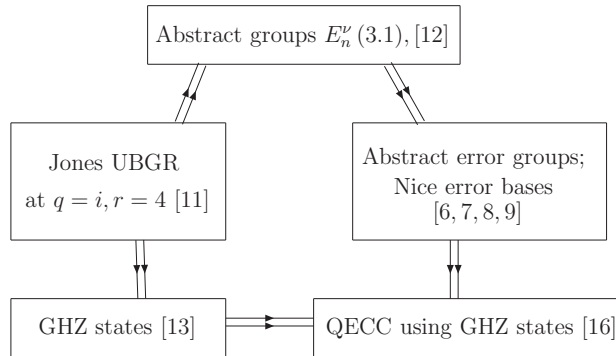 Abstract groups $E_n^\nu$ (3.1), [12]
Jones UBGR
at $q = i, r = 4$ [11]
Abstract error groups;
Nice error bases
[6, 7, 8, 9]
GHZ states [13]
QECC using GHZ states [16]